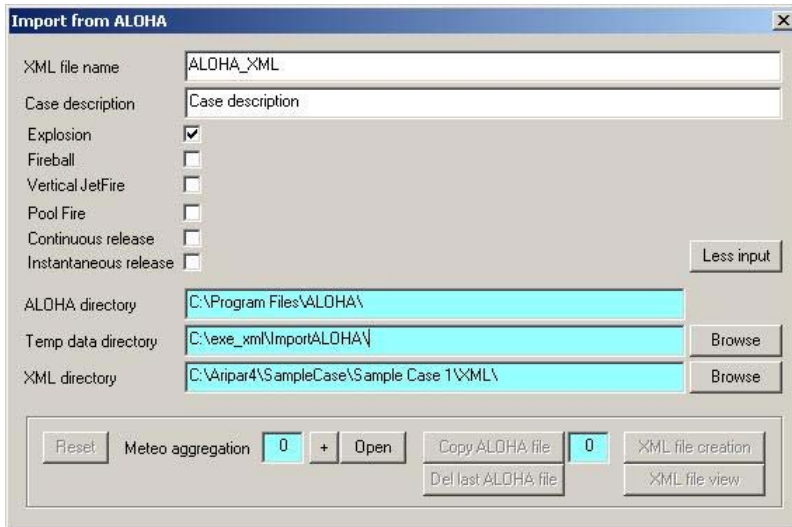 Import from ALOHA
XML file name ALOHA_XML
Case description Case description
Explosion
Fireball
Vertical JetFire
Pool Fire
Continuous release
Instantaneous release
Less input
ALOHA directory C:\Program Files\ALOHA\
Temp data directory C:\exe_xml\ImportALOHA\ Browse
XML directory C:\Aripar4\SampleCase\Sample Case 1\XML\ Browse
Reset Meteo aggregation 0 + Open Copy ALOHA file 0 XML file creation
Del last ALOHA file XML file view